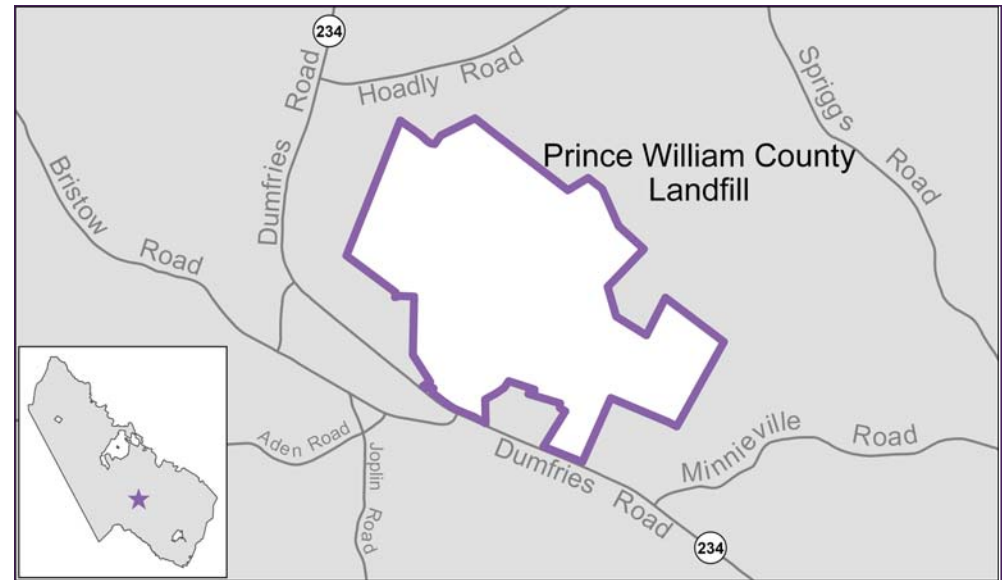 234
Dumfries Road
Hoadly Road
Spriggs Road
Prince William County
Landfill
Bristow Road
Aden Road
Joplin Road
Dumfries Road
Minnieville Road
234